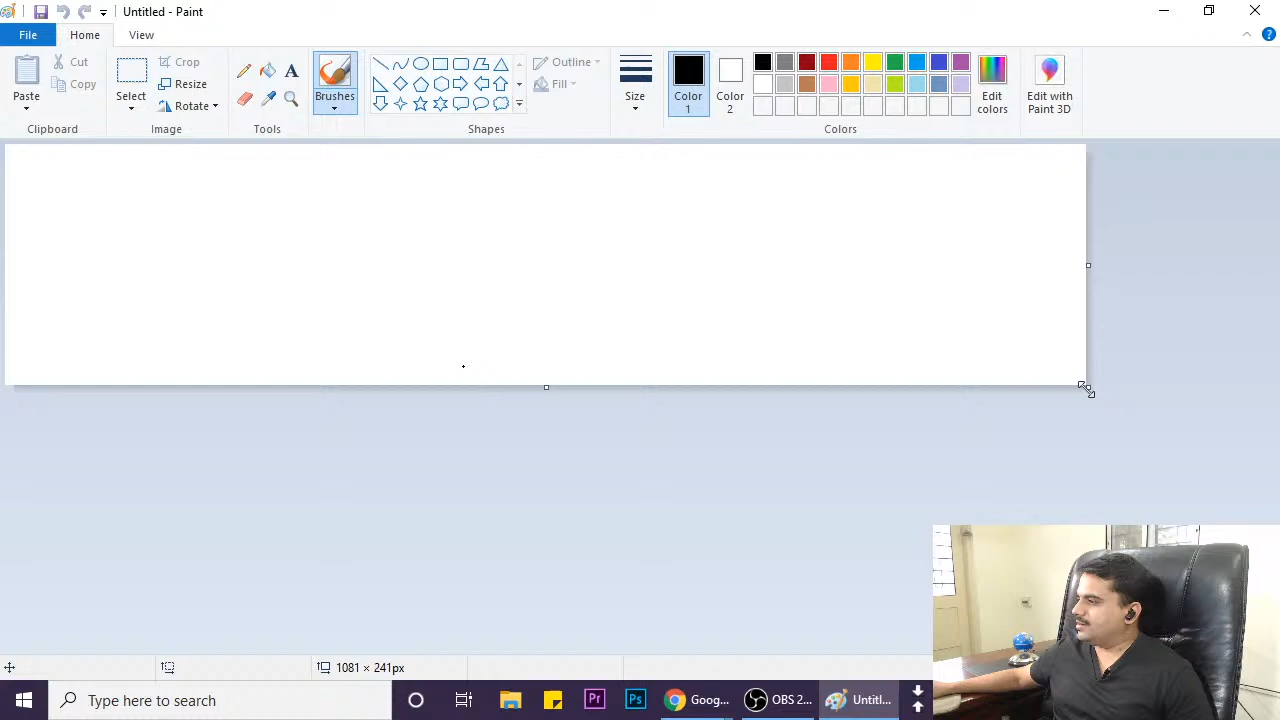 Untitled - Paint
File Home View
Paste
Cut
Copy
Clipboard
Select
Crop
Resize
Rotate
Image
A
Tools
Brushes
Outline
Fill
Shapes
Size
Color 1
Color 2
Edit colors
Colors
Edit with Paint 3D
1081 × 241px
Type here to search
Pr
Ps
Goog...
OBS 2...
Untitl...